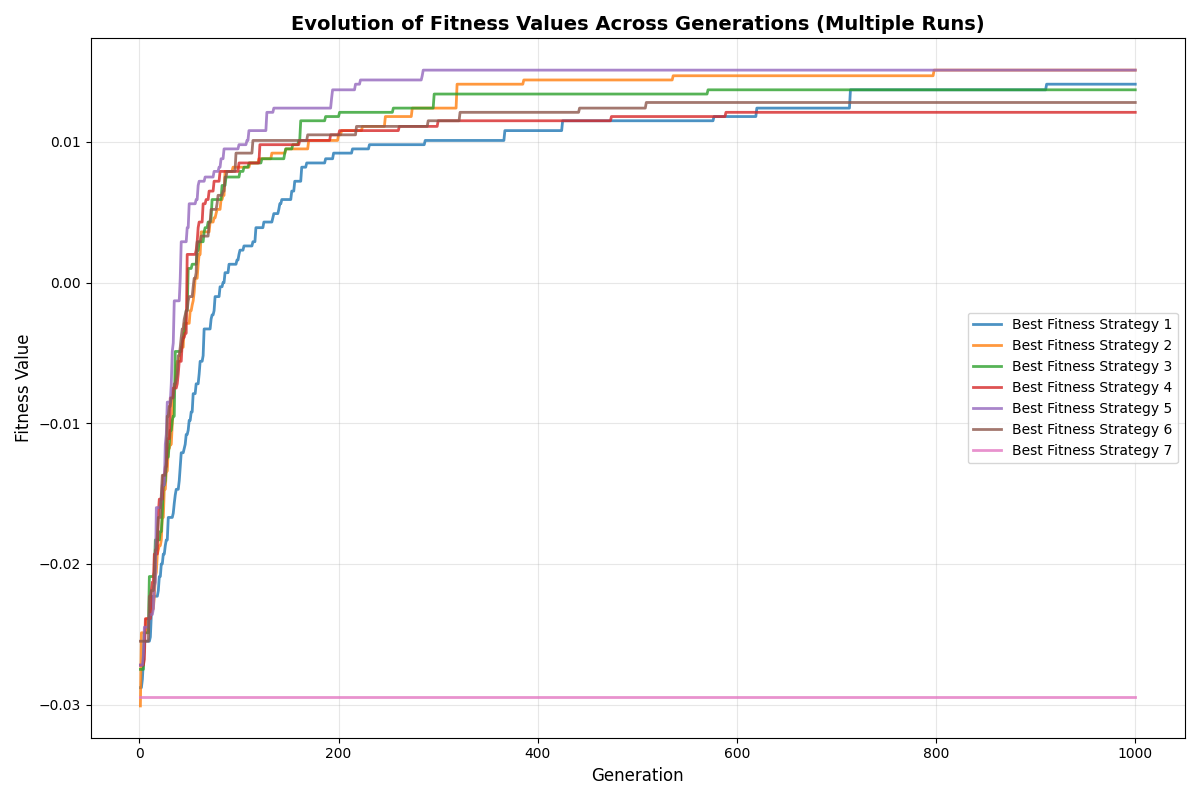 Evolution of Fitness Values Across Generations (Multiple Runs)
Fitness Value
0.01
0.00
−0.01
−0.02
−0.03
Best Fitness Strategy 1
Best Fitness Strategy 2
Best Fitness Strategy 3
Best Fitness Strategy 4
Best Fitness Strategy 5
Best Fitness Strategy 6
Best Fitness Strategy 7
0 200 400 600 800 1000
Generation